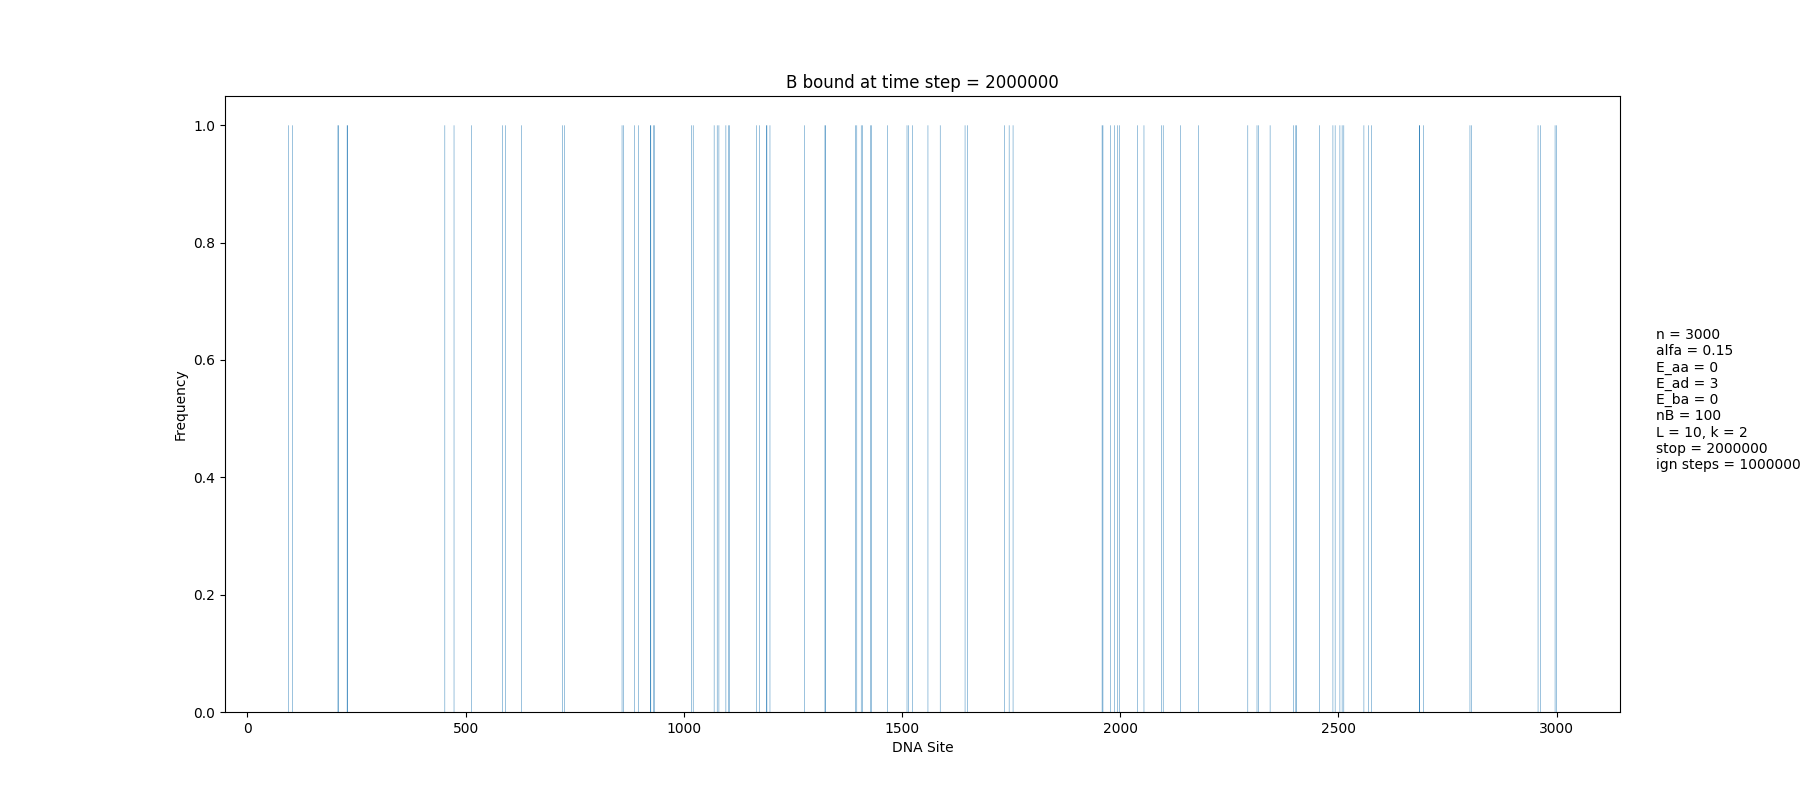 B bound at time step = 2000000
1.0
0.8
0.6
0.4
0.2
0.0
Frequency
0 500 1000 1500 2000 2500 3000
DNA Site
n = 3000
alfa = 0.15
E_aa = 0
E_ad = 3
E_ba = 0
nB = 100
L = 10, k = 2
stop = 2000000
ign steps = 1000000